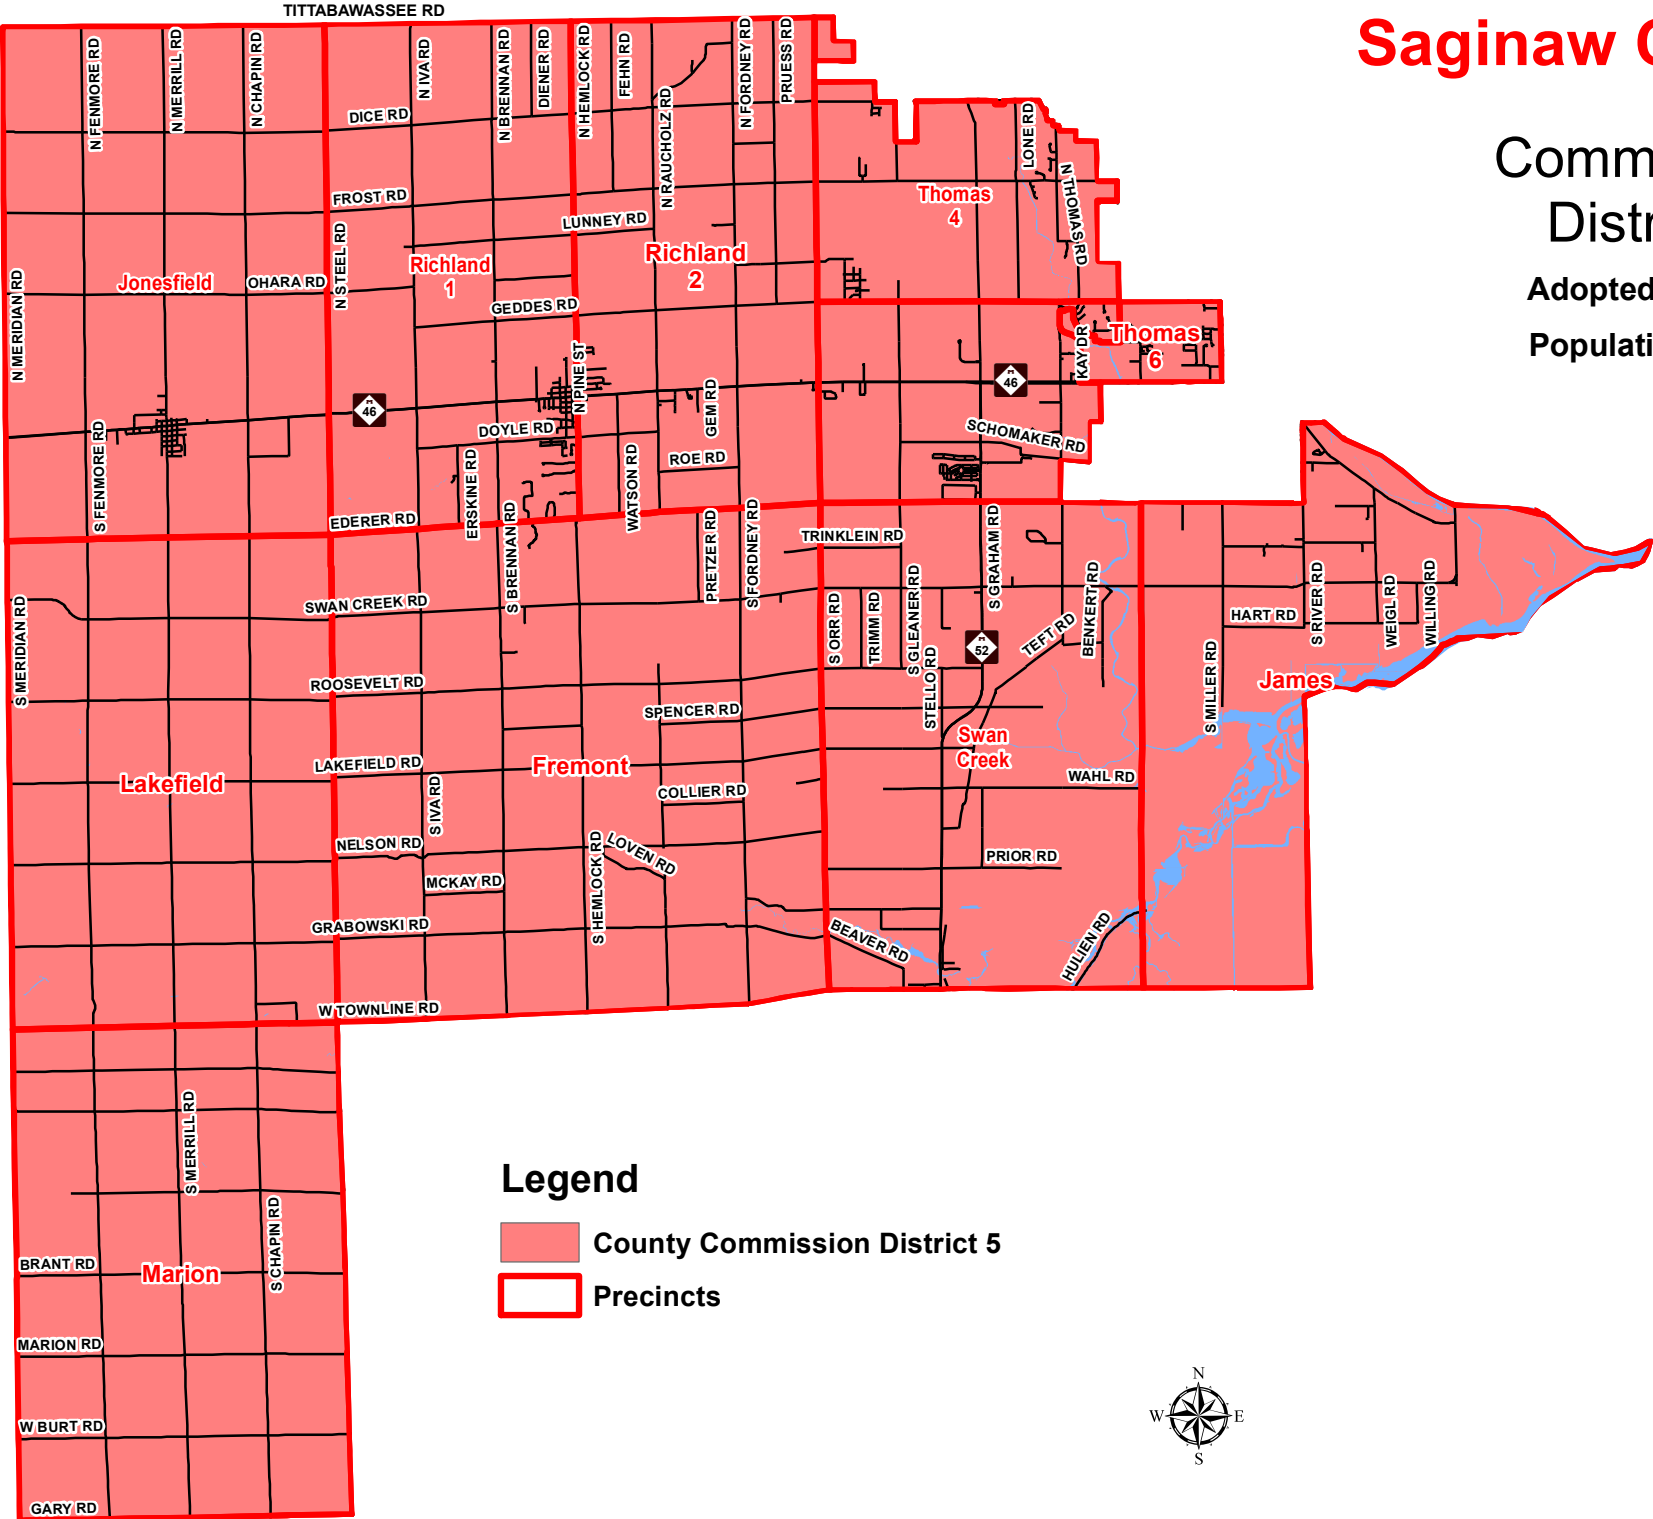 TITTABAWASSEE RD
Saginaw
Comm
Distr
Adopted
Populati
N FENMORE RD
N MERRILL RD
N CHAPIN RD
N IVA RD
N BRENNAN RD
DIENER RD
N HEMLOCK RD
FEHN RD
N RAUCHOLZ RD
N FORDNEY RD
PRUESS RD
DICE RD
LONE RD
N THOMAS RD
FROST RD
LUNNEY RD
Thomas
4
N STEEL RD
Richland
1
Richland
2
N MERIDIAN RD
Jonesfield
OHARA RD
GEDDES RD
KAY DR
Thomas
6
N PINE ST
46
46
GEM RD
DOYLE RD
SCHOMAKER RD
S FENMORE RD
ERSKINE RD
WATSON RD
ROE RD
EDERER RD
S BRENNAN RD
PRETZER RD
S FORDNEY RD
TRINKLEIN RD
S GRAHAM RD
S MERIDIAN RD
SWAN CREEK RD
S ORR RD
TRIMM RD
S GLEANER RD
BENKERT RD
S RIVER RD
WEIGL RD
WILLING RD
HART RD
52
TEFT RD
STELLO RD
S MILLER RD
James
ROOSEVELT RD
SPENCER RD
Swan
Creek
LAKEFIELD RD
Fremont
Lakefield
WAHL RD
S IVA RD
COLLIER RD
NELSON RD
LOVEN RD
S HEMLOCK RD
PRIOR RD
MCKAY RD
GRABOWSKI RD
BEAVER RD
HULIEN RD
W TOWNLINE RD
S MERRILL RD
S CHAPIN RD
BRANT RD
Marion
MARION RD
W BURT RD
GARY RD
Legend
County Commission District 5
Precincts
N
W E
S